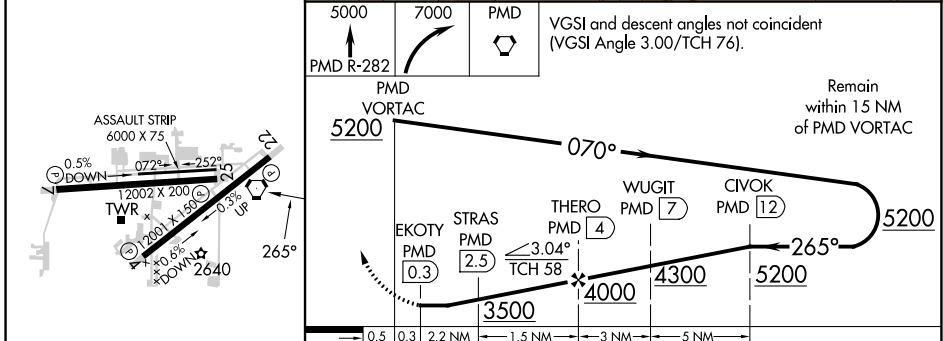 5000
PMD R-282
7000
PMD
VGSI and descent angles not coincident
(VGSI Angle 3.00/TCH 76).
PMD
VORTAC
5200
070°
Remain
within 15 NM
of PMD VORTAC
5200
265°
CIVOK
PMD 12
5200
WUGIT
PMD 7
4300
THERO
PMD 4
4000
3.04°
TCH 58
STRAS
PMD
2.5
3500
EKOTY
PMD
0.3
0.5
0.3
2.2 NM
1.5 NM
3 NM
5 NM
ASSAULT STRIP
6000 X 75
0.5%
DOWN
072°
252°
P
7
25
12002 X 200
P
22
P
TWR
12001 X 150
0.3%
UP
4
0.6%
DOWN
2640
265°